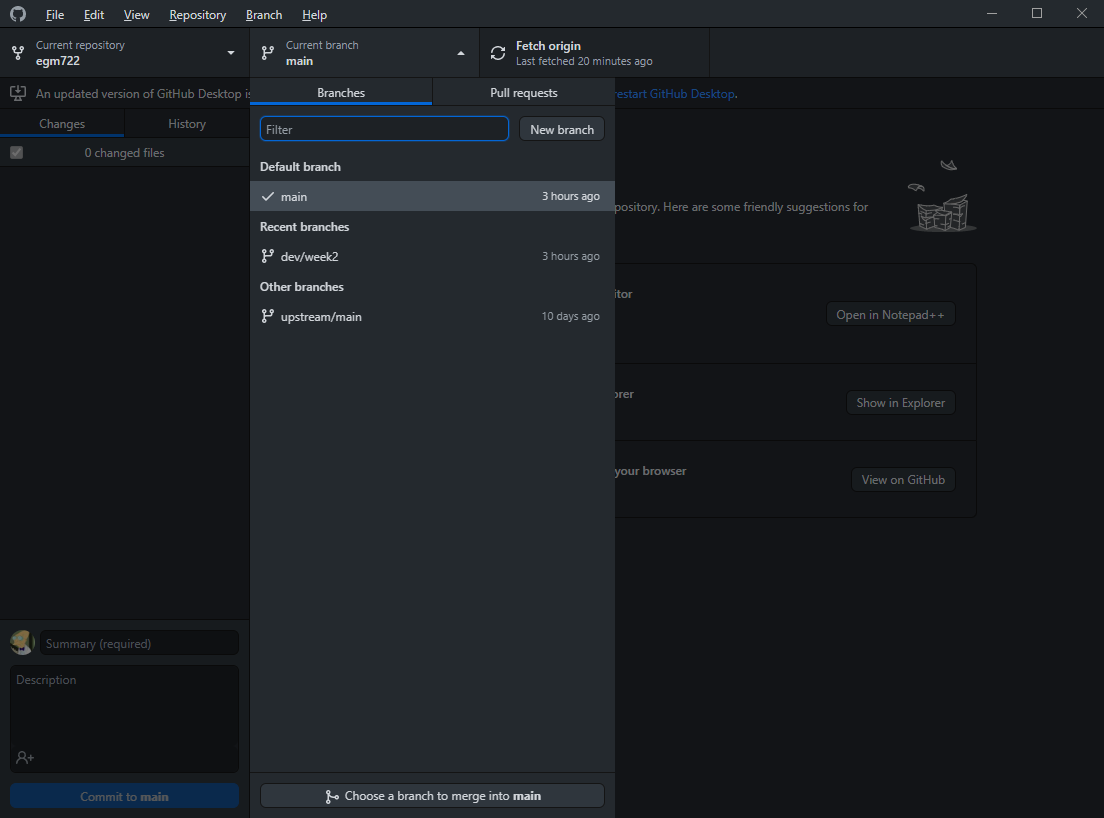 File Edit View Repository Branch Help
Current repository
egm722
Current branch
main
Fetch origin
Last fetched 20 minutes ago
An updated version of GitHub Desktop is
restart GitHub Desktop.
Branches Pull requests
Changes History
0 changed files
Filter
New branch
Default branch
main 3 hours ago
Recent branches
dev/week2 3 hours ago
Other branches
upstream/main 10 days ago
Here are some friendly suggestions for
Open in Notepad++
Show in Explorer
your browser
View on GitHub
Summary (required)
Description
Commit to main
Choose a branch to merge into main